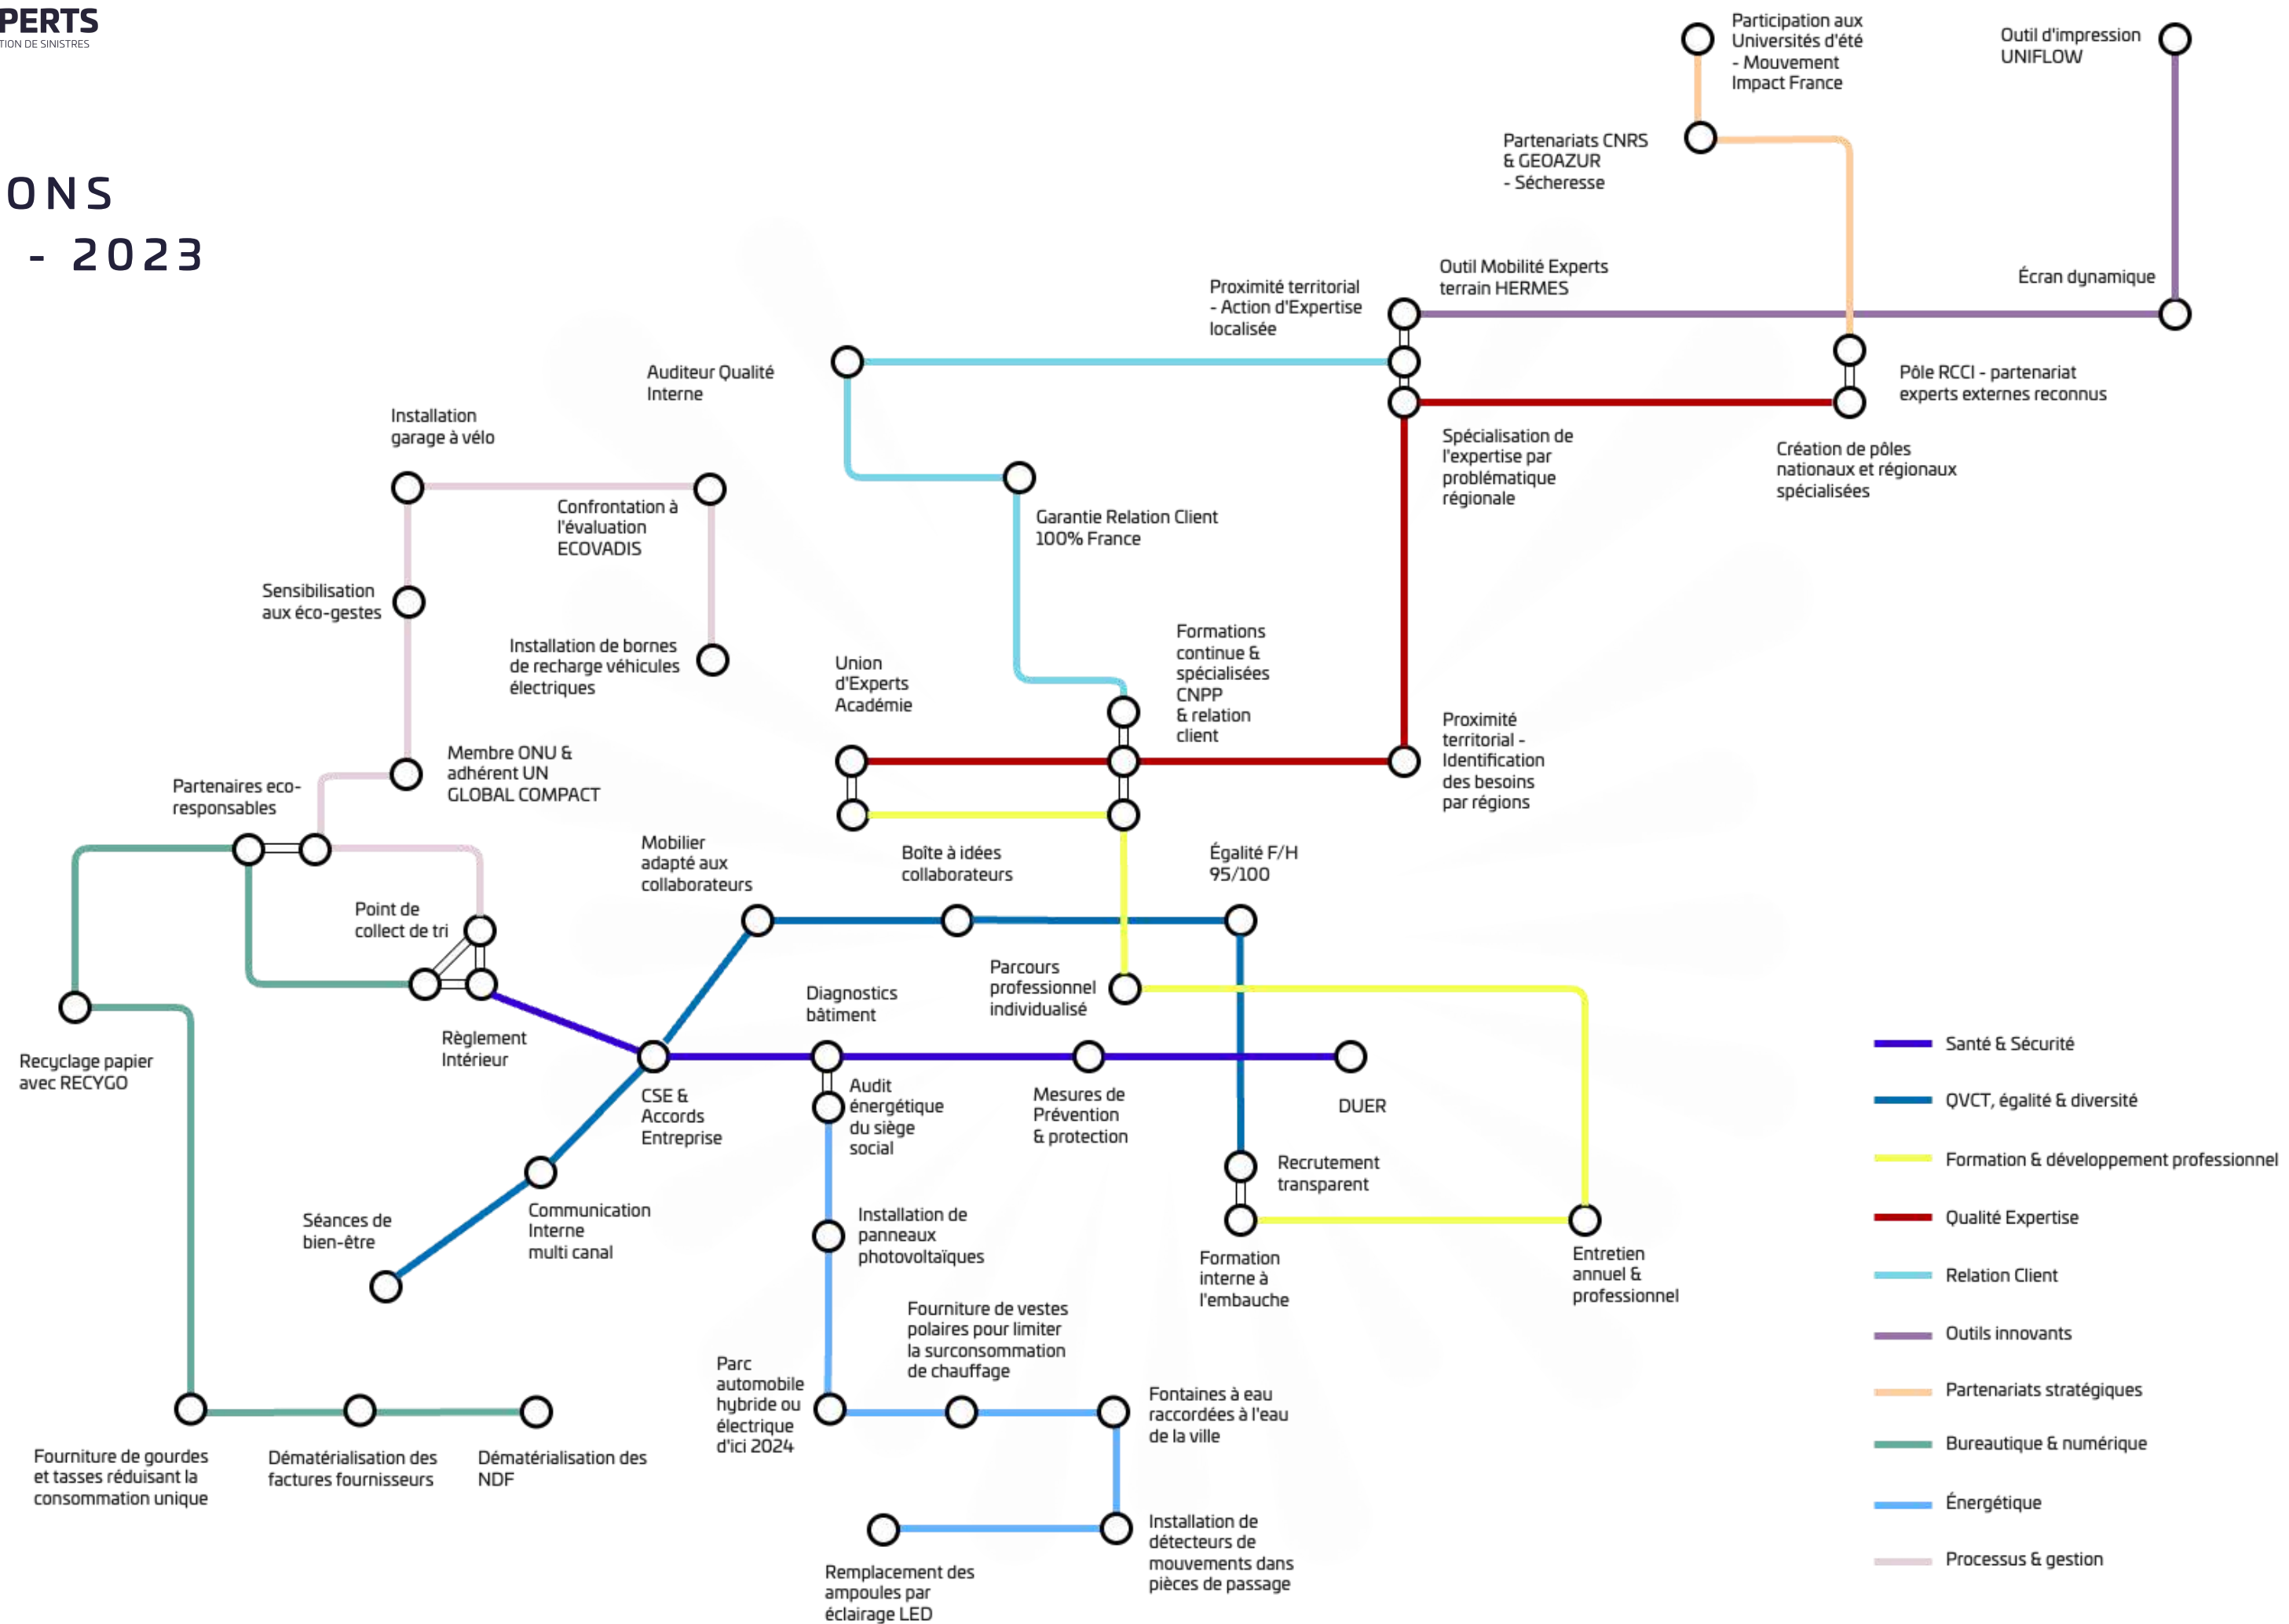 PERTS
TION DE SINISTRES
ONS
- 2023
Participation aux
Universités d'été
- Mouvement
Impact France
Outil d'impression
UNIFLOW
Partenariats CNRS
& GEOAZUR
- Sécheresse
Outil Mobilité Experts
terrain HERMES
Écran dynamique
Proximité territorial
- Action d'Expertise
localisée
Auditeur Qualité
Interne
Pôle RCCI - partenariat
experts externes reconnus
Installation
garage à vélo
Spécialisation de
l'expertise par
problématique
régionale
Création de pôles
nationaux et régionaux
spécialisées
Confrontation à
l'évaluation
ECOVADIS
Garantie Relation Client
100% France
Sensibilisation
aux éco-gestes
Installation de bornes
de recharge véhicules
électriques
Union
d'Experts
Académie
Formations
continue &
spécialisées
CNPP
& relation
client
Proximité
territorial -
Identification
des besoins
par régions
Membre ONU &
adhérent UN
GLOBAL COMPACT
Partenaires eco-
responsables
Mobilier
adapté aux
collaborateurs
Boîte à idées
collaborateurs
Égalité F/H
95/100
Point de
collect de tri
Parcours
professionnel
individualisé
Diagnostics
bâtiment
Règlement
Intérieur
Recyclage papier
avec RECYGO
CSE &
Accords
Entreprise
Audit
énergétique
du siège
social
Mesures de
Prévention
& protection
DUER
Recrutement
transparent
Séances de
bien-être
Communication
Interne
multi canal
Installation de
panneaux
photovoltaïques
Formation
interne à
l'embauche
Entretien
annuel &
professionnel
Fourniture de vestes
polaires pour limiter
la surconsommation
de chauffage
Parc
automobile
hybride ou
électrique
d'ici 2024
Fontaines à eau
raccordées à l'eau
de la ville
Fourniture de gourdes
et tasses réduisant la
consommation unique
Dématérialisation des
factures fournisseurs
Dématérialisation des
NDF
Installation de
détecteurs de
mouvements dans
pièces de passage
Remplacement des
ampoules par
éclairage LED
Santé & Sécurité
QVCT, égalité & diversité
Formation & développement professionnel
Qualité Expertise
Relation Client
Outils innovants
Partenariats stratégiques
Bureautique & numérique
Énergétique
Processus & gestion